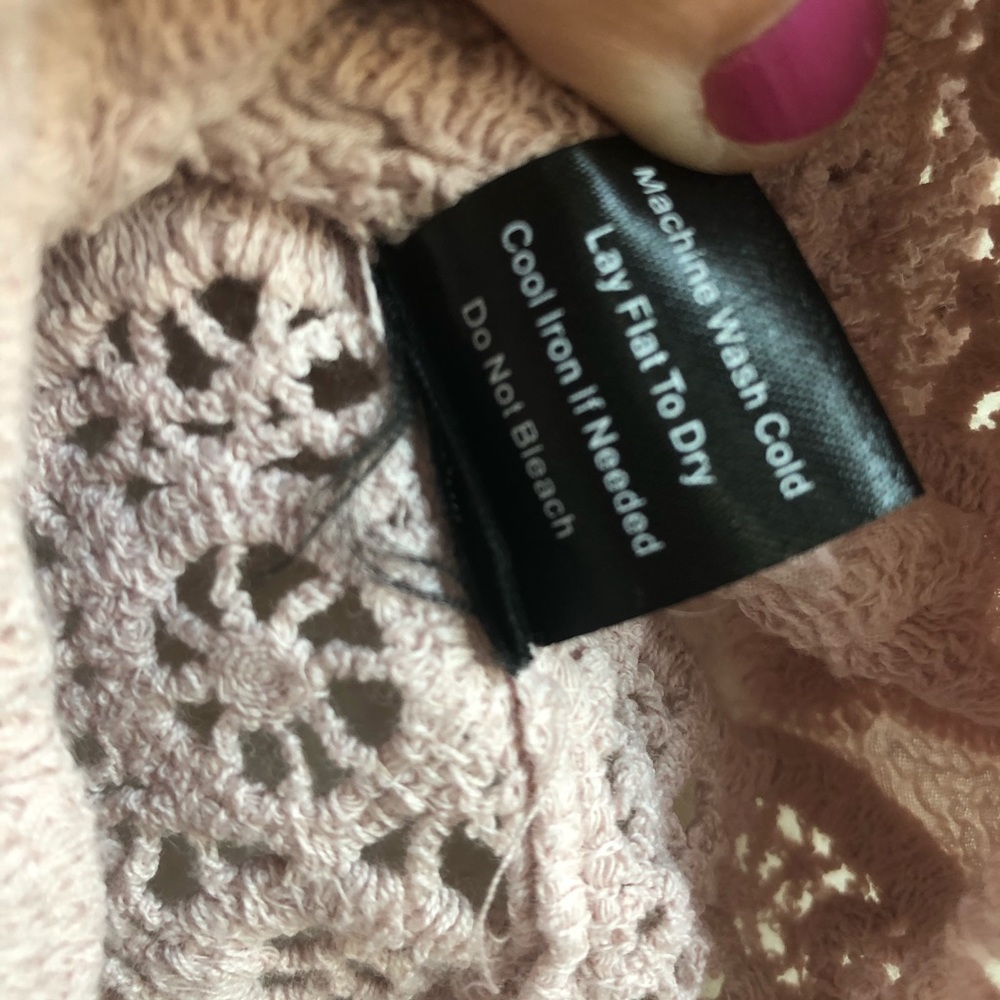 Machine Wash Cold
Lay Flat To Dry
Cool Iron If Needed
Do Not Bleach